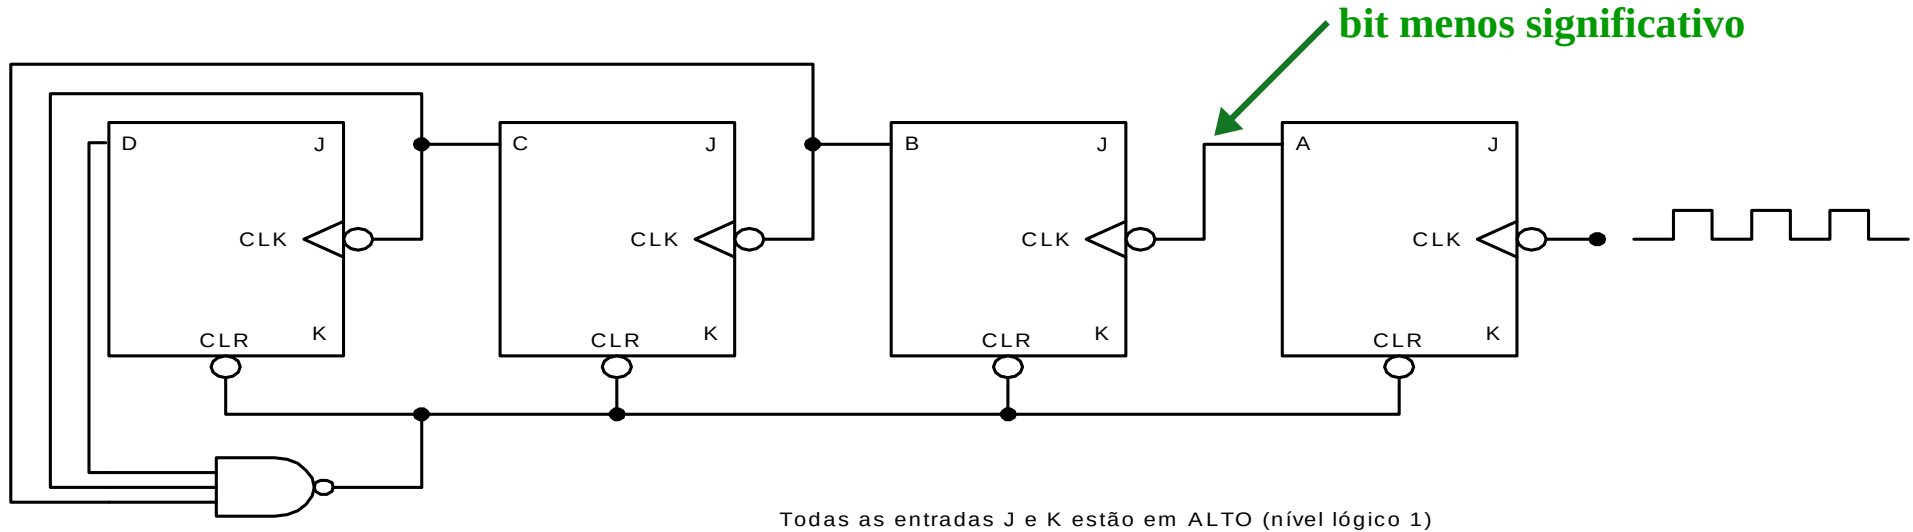 bit menos significativo
D J C J B J A J
CLK CLK CLK CLK
CLR K CLR K CLR K CLR K
Todas as entradas J e K estão em ALTO (nível lógico 1)